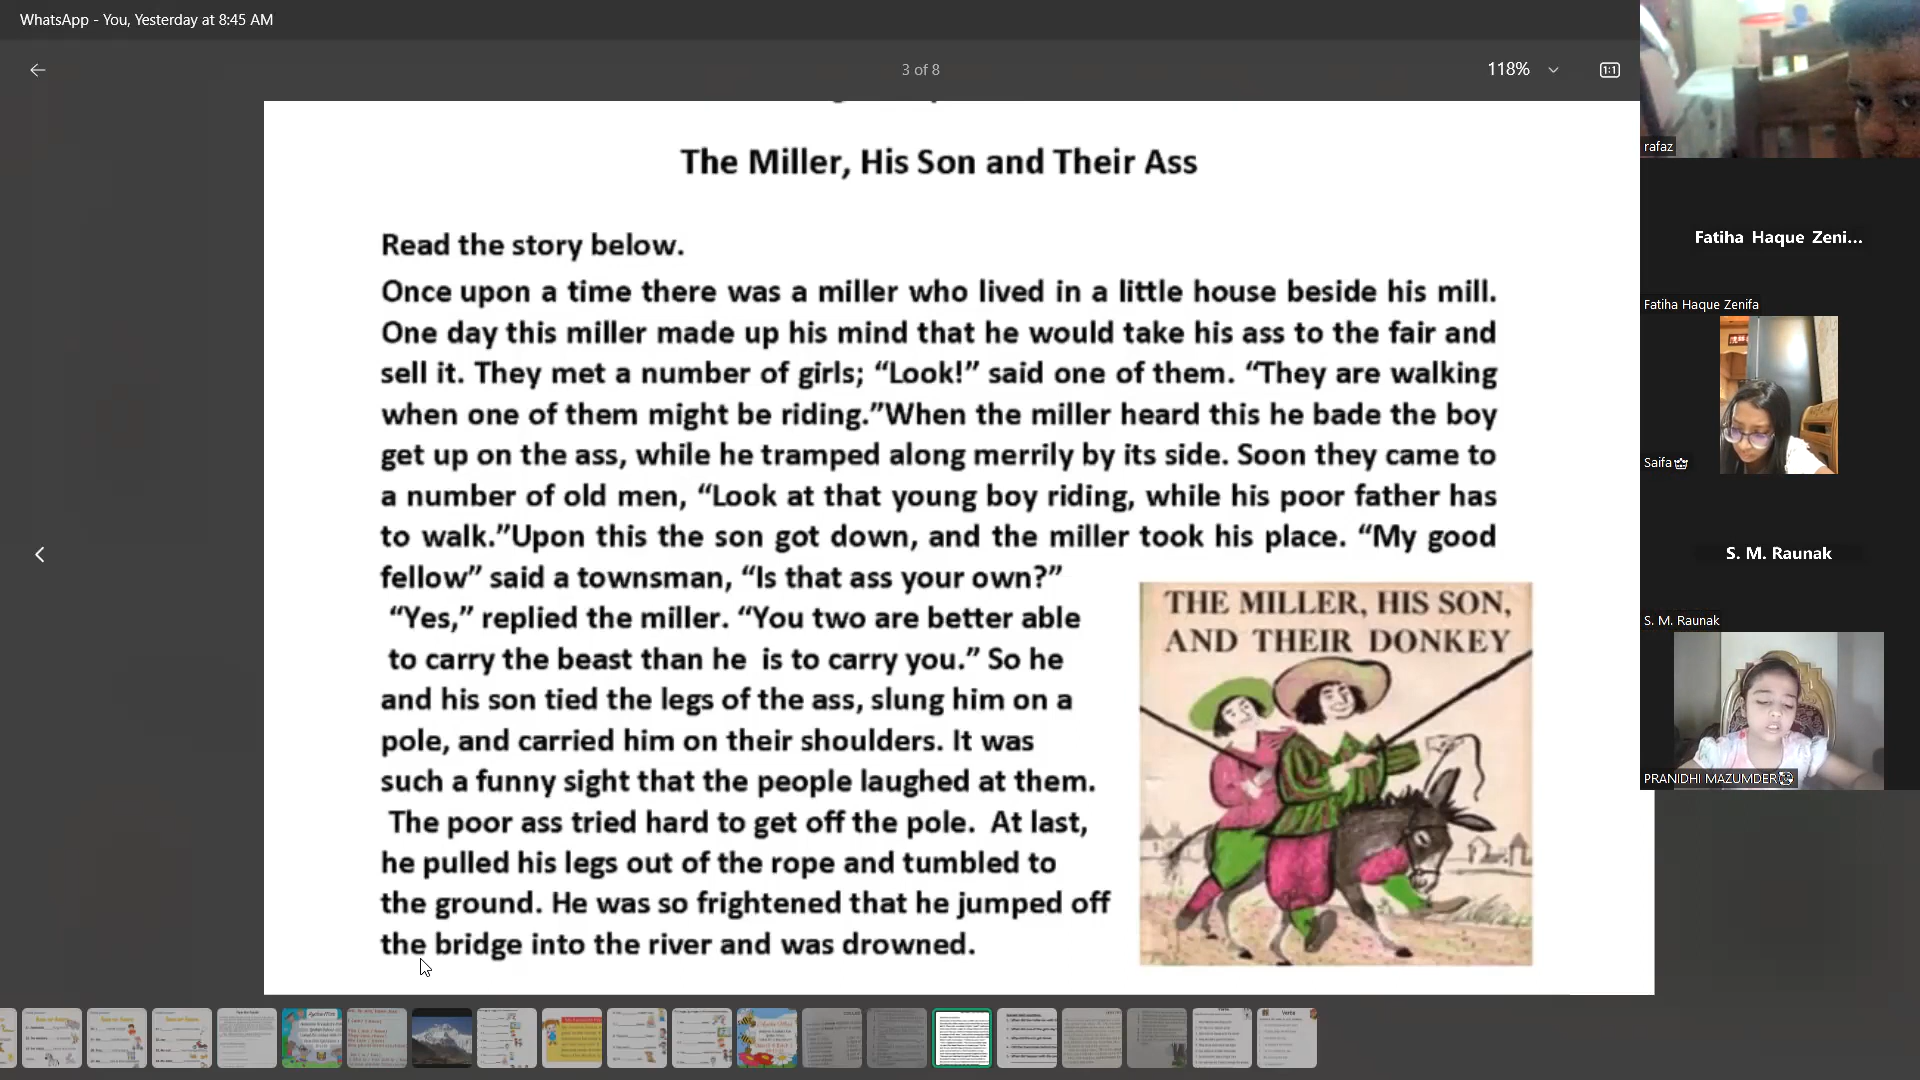 WhatsApp - You, Yesterday at 8:45 AM
3 of 8
118%
1:1
The Miller, His Son and Their Ass
Read the story below.
Once upon a time there was a miller who lived in a little house beside his mill.
One day this miller made up his mind that he would take his ass to the fair and
sell it. They met a number of girls; “Look!” said one of them. “They are walking
when one of them might be riding.”When the miller heard this he bade the boy
get up on the ass, while he tramped along merrily by its side. Soon they came to
a number of old men, “Look at that young boy riding, while his poor father has
to walk.”Upon this the son got down, and the miller took his place. “My good
fellow” said a townsman, “Is that ass your own?”
“Yes,” replied the miller. “You two are better able
to carry the beast than he is to carry you.” So he
and his son tied the legs of the ass, slung him on a
pole, and carried him on their shoulders. It was
such a funny sight that the people laughed at them.
The poor ass tried hard to get off the pole. At last,
he pulled his legs out of the rope and tumbled to
the ground. He was so frightened that he jumped off
the bridge into the river and was drowned.
THE MILLER, HIS SON,
AND THEIR DONKEY
rafaz
Fatiha Haque Zeni...
Fatiha Haque Zenifa
Saifa
S. M. Raunak
S. M. Raunak
PRANIDHI MAZUMDER